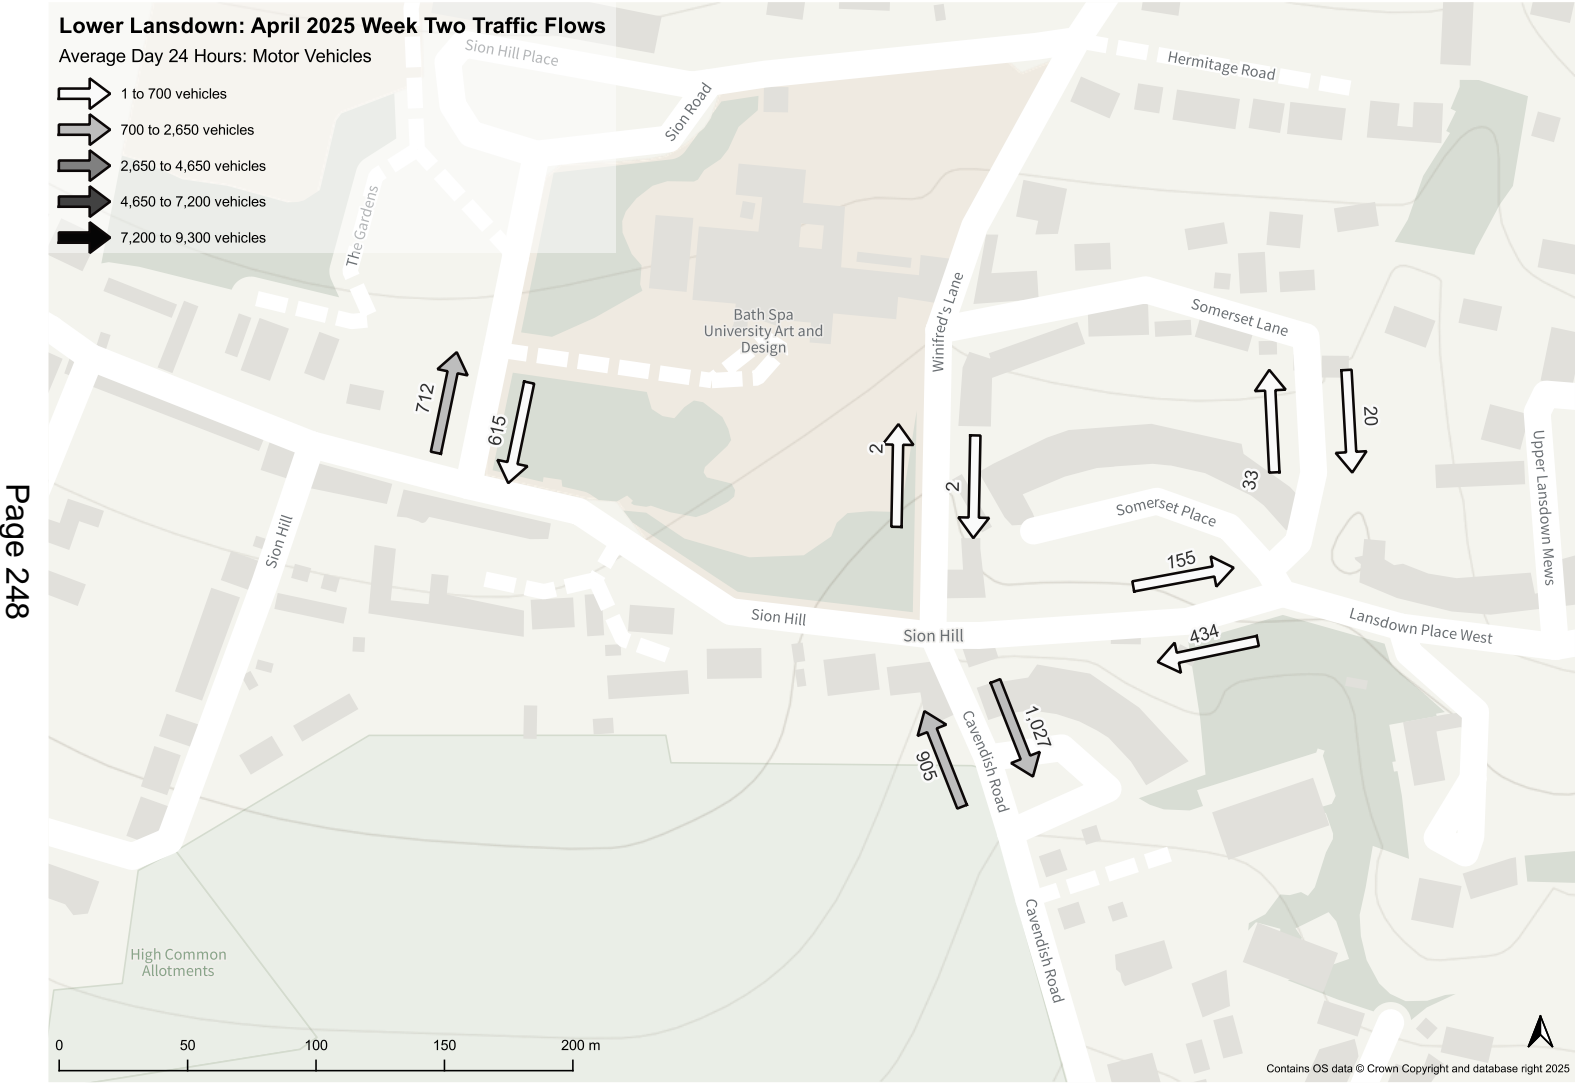 Lower Lansdown: April 2025 Week Two Traffic Flows
Average Day 24 Hours: Motor Vehicles
1 to 700 vehicles
700 to 2,650 vehicles
2,650 to 4,650 vehicles
4,650 to 7,200 vehicles
7,200 to 9,300 vehicles
Sion Hill Place
Sion Road
Hermitage Road
The Gardens
Winifred's Lane
Somerset Lane
Bath Spa
University Art and
Design
712
615
2
2
33
20
Upper Lansdown Mews
Page 248
Sion Hill
Somerset Place
155
Sion Hill
Sion Hill
434
Lansdown Place West
905
Cavendish Road
1,027
Cavendish Road
High Common
Allotments
0 50 100 150 200 m
Contains OS data © Crown Copyright and database right 2025